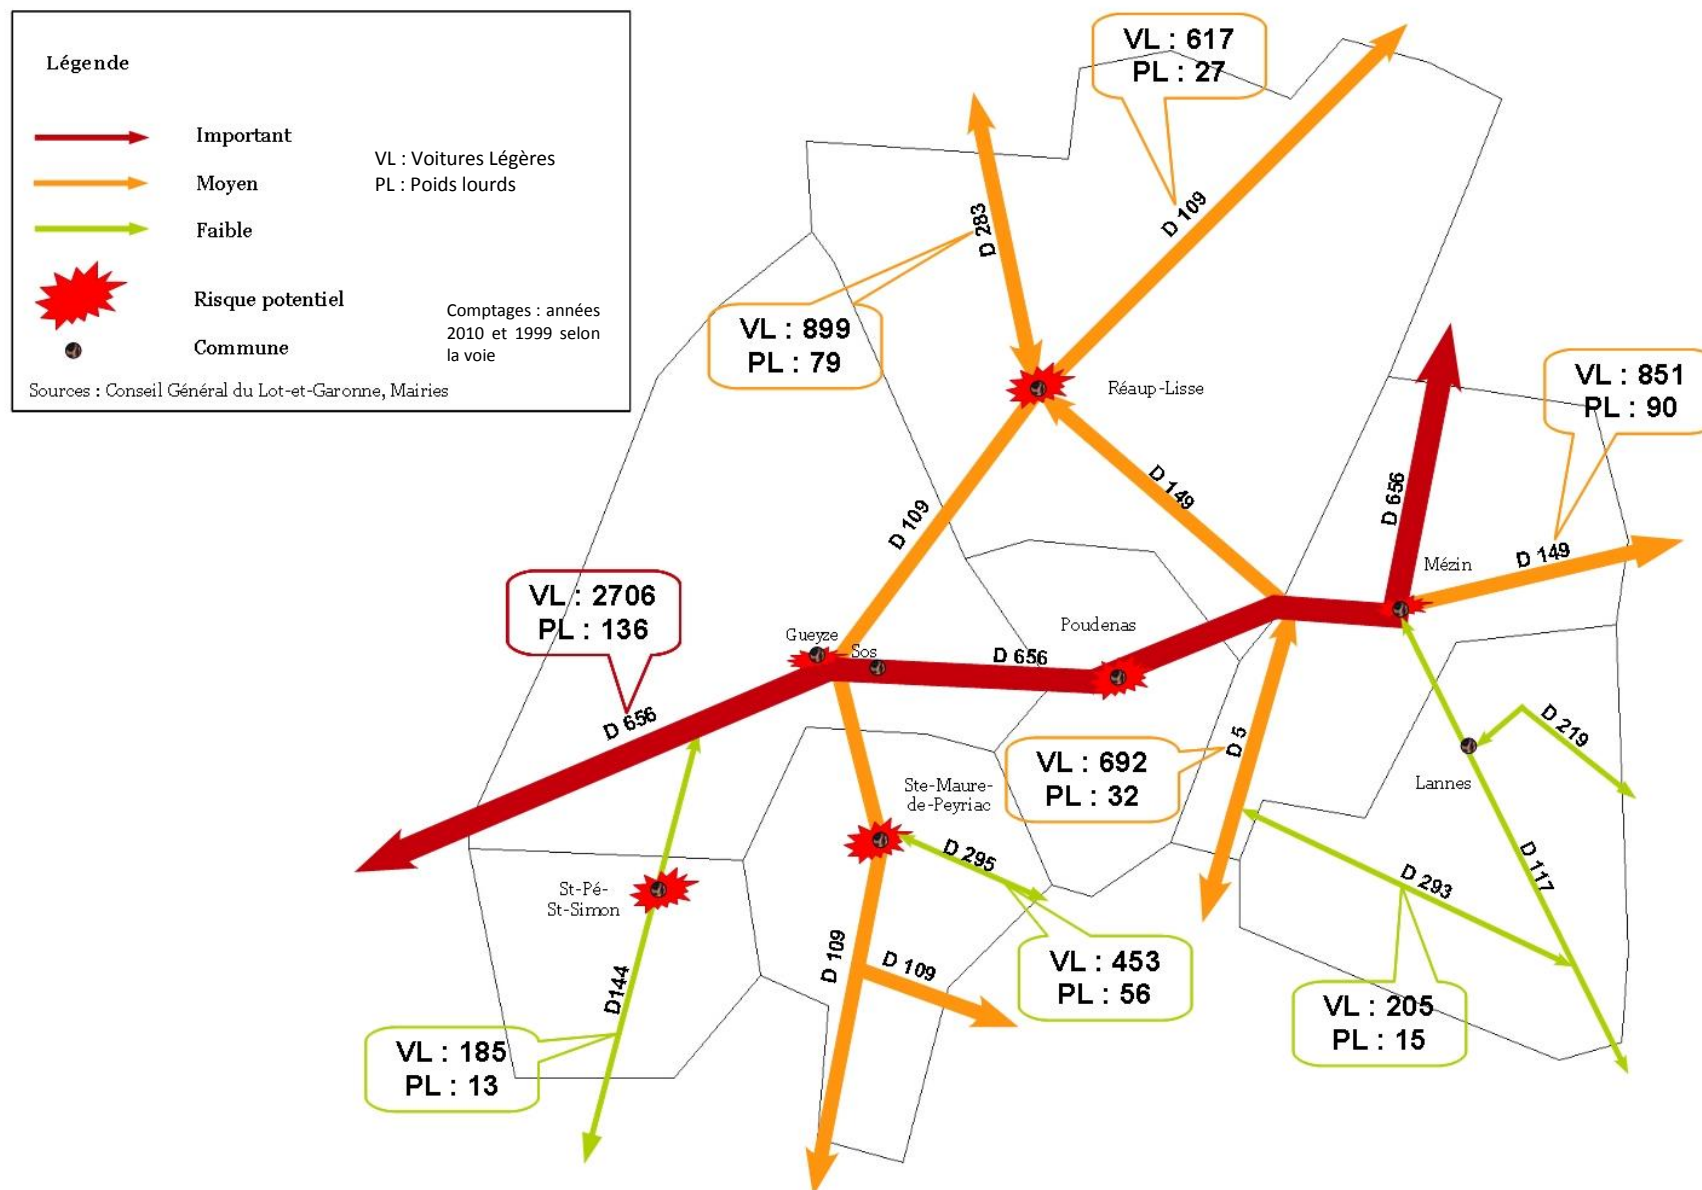 Légende
Important
Moyen
Faible
VL : Voitures Légères
PL : Poids lourds
Risque potentiel
Commune
Comptages : années
2010 et 1999 selon
la voie
Sources : Conseil Général du Lot-et-Garonne, Mairies
VL : 617
PL : 27
D 109
D 283
VL : 899
PL : 79
Réaup-Lisse
VL : 851
PL : 90
D 656
D 149
D 149
Mézin
D 109
VL : 2706
PL : 136
Gueyze
Sos
Poudenas
D 656
D 656
D 5
VL : 692
PL : 32
D 219
Lannes
Ste-Maure-
de-Peyriac
D 295
St-Pé-
St-Simon
D 293
D 117
VL : 453
PL : 56
D 109
D 109
D144
VL : 205
PL : 15
VL : 185
PL : 13